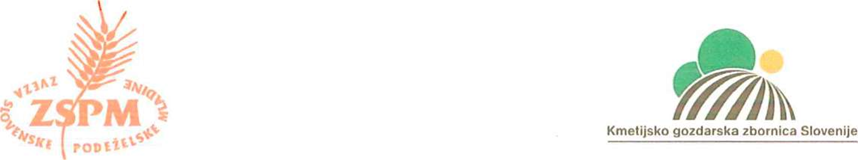 ZVEZA SLOVENSKE PODEŽELSKE MLADINE
ZSPM
Kmetijsko gozdarska zbornica Slovenije